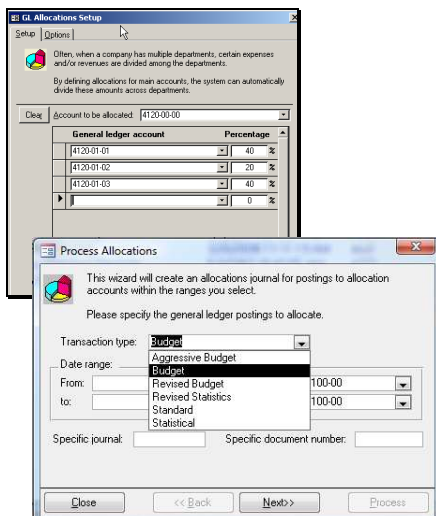 GL Allocations Setup
Setup Options
Often, when a company has multiple departments, certain expenses
and/or revenues are divided among the departments.
By defining allocations for main accounts, the system can automatically
divide these amounts across departments.
Clear Account to be allocated: 4120-00-00
General ledger account Percentage
4120-01-01 40 %
4120-01-02 20 %
4120-01-03 40 %
0 %
Process Allocations
This wizard will create an allocations journal for postings to allocation
accounts within the ranges you select.
Please specify the general ledger postings to allocate.
Transaction type: Budget
Aggressive Budget
Date range:
Budget
From: Revised Budget 100-00
Revised Statistics
to: Standard 100-00
Statistical
Specific journal: Specific document number:
Close << Back Next>> Process